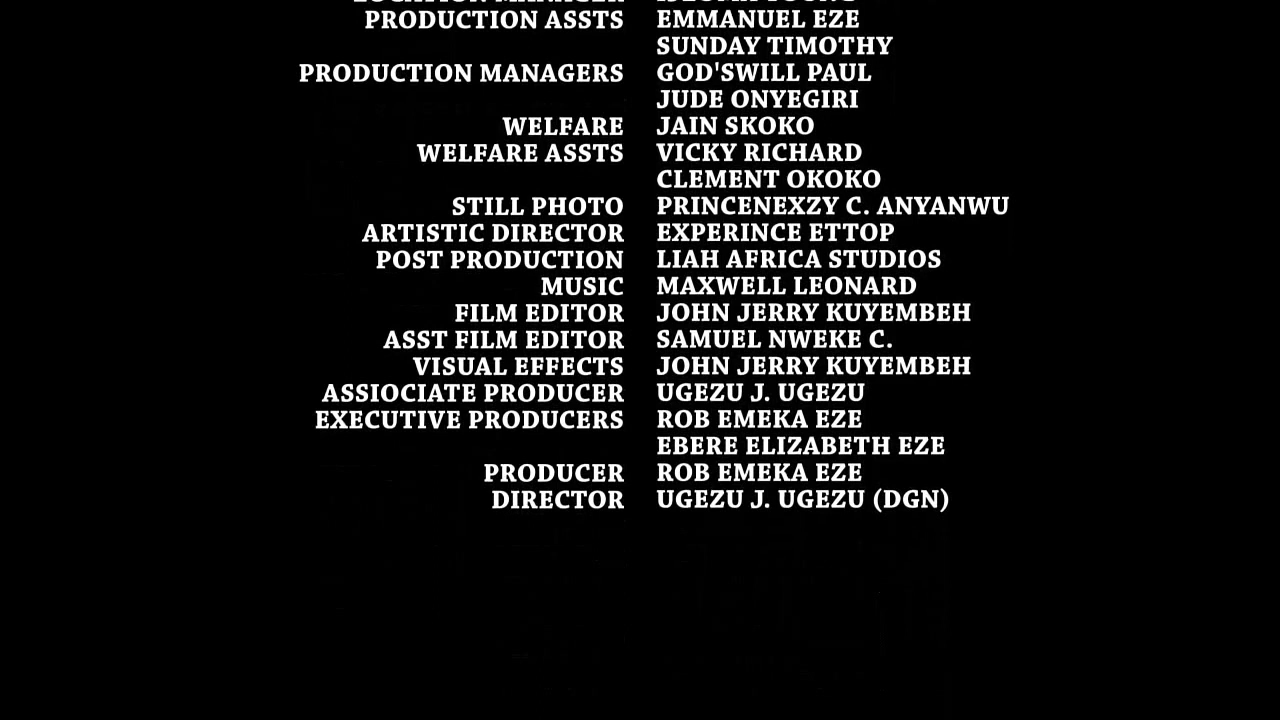 PRODUCTION ASSTS EMMANUEL EZE
SUNDAY TIMOTHY
PRODUCTION MANAGERS GOD'SWILL PAUL
JUDE ONYEGIRI
WELFARE JAIN SKOKO
WELFARE ASSTS VICKY RICHARD
CLEMENT OKOKO
STILL PHOTO PRINCENEXZY C. ANYANWU
ARTISTIC DIRECTOR EXPERINCE ETTOP
POST PRODUCTION LIAH AFRICA STUDIOS
MUSIC MAXWELL LEONARD
FILM EDITOR JOHN JERRY KUYEMBEH
ASST FILM EDITOR SAMUEL NWEKE C.
VISUAL EFFECTS JOHN JERRY KUYEMBEH
ASSIOCIATE PRODUCER UGEZU J. UGEZU
EXECUTIVE PRODUCERS ROB EMEKA EZE
EBERE ELIZABETH EZE
PRODUCER ROB EMEKA EZE
DIRECTOR UGEZU J. UGEZU (DGN)